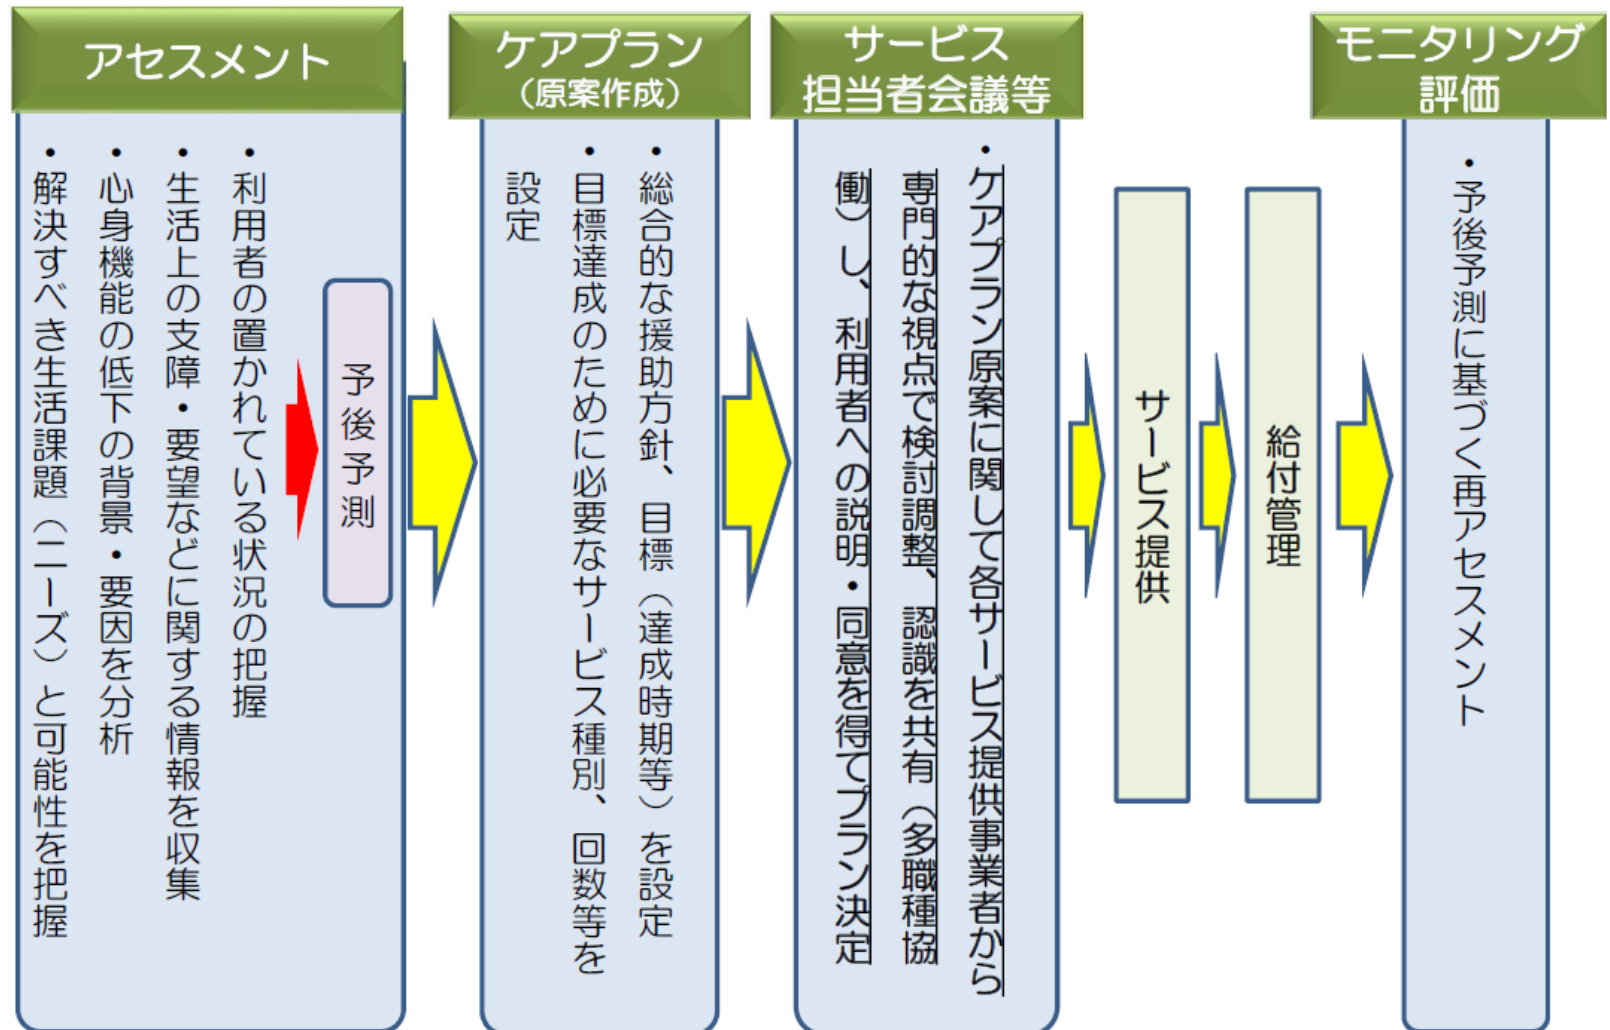 アセスメント
・利用者の置かれている状況の把握
・生活上の支障・要望などに関する情報を収集
・心身機能の低下の背景・要因を分析
・解決すべき生活課題（ニーズ）と可能性を把握
予後予測
ケアプラン
（原案作成）
・総合的な援助方針、目標（達成時期等）を設定
・目標達成のために必要なサービス種別、回数等を
設定
サービス
担当者会議等
・ケアプラン原案に関して各サービス提供事業者から
専門的な視点で検討調整、認識を共有（多職種協
働）し、利用者への説明・同意を得てプラン決定
サービス提供
給付管理
モニタリング
評価
・予後予測に基づく再アセスメント